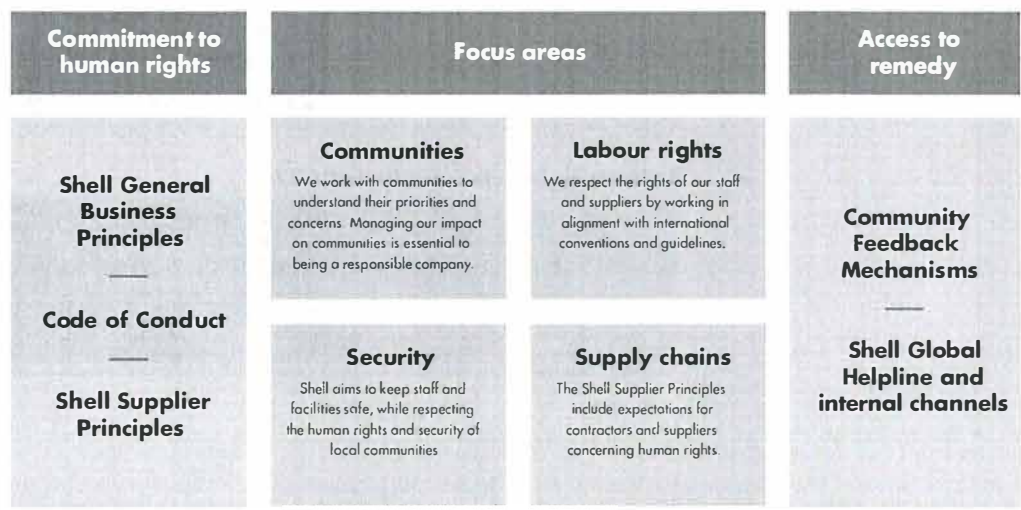 Commitment to
human rights
Focus areas
Access to
remedy
Shell General
Business
Principles
Code of Conduct
Shell Supplier
Principles
Communities
We work with communities to
understand their priorities and
concerns. Managing our impact
on communities is essential to
being a responsible company.
Labour rights
We respect the rights of our staff
and suppliers by working in
alignment with international
conventions and guidelines.
Security
Shell aims to keep staff and
facilities safe, while respecting
the human rights and security of
local communities
Supply chains
The Shell Supplier Principles
include expectations for
contractors and suppliers
concerning human rights.
Community
Feedback
Mechanisms
Shell Global
Helpline and
internal channels